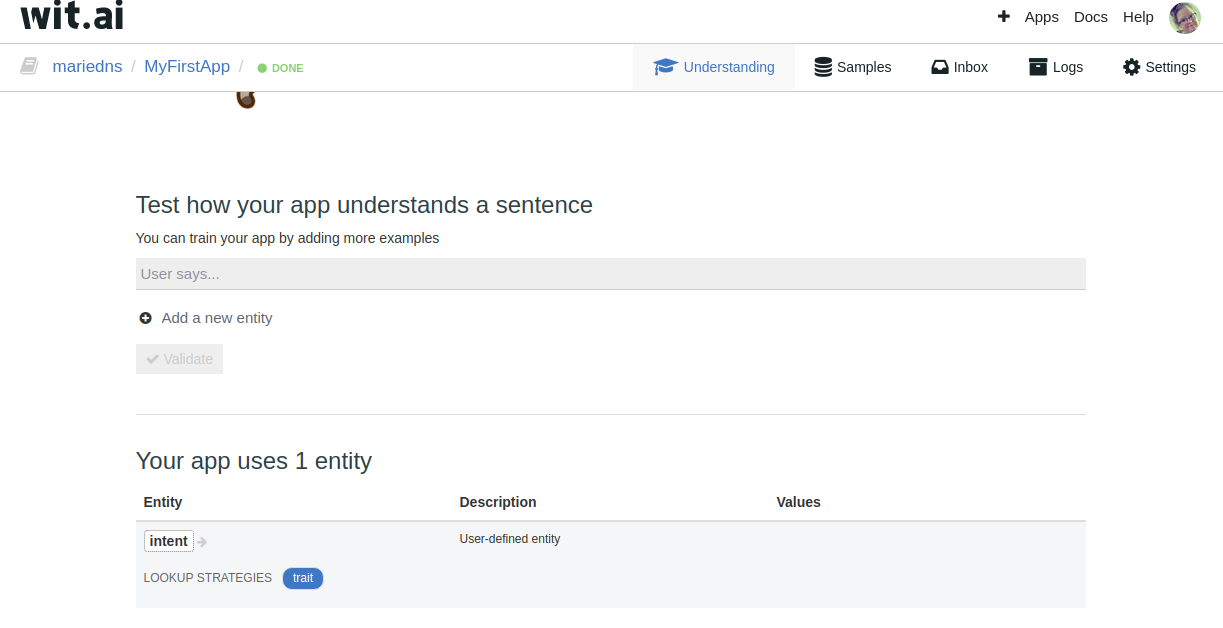 wit.ai
Apps Docs Help
mariedns / MyFirstApp / DONE
Understanding Samples Inbox Logs Settings
Test how your app understands a sentence
You can train your app by adding more examples
User says...
Add a new entity
Validate
Your app uses 1 entity
Entity Description Values
intent User-defined entity
LOOKUP STRATEGIES trait